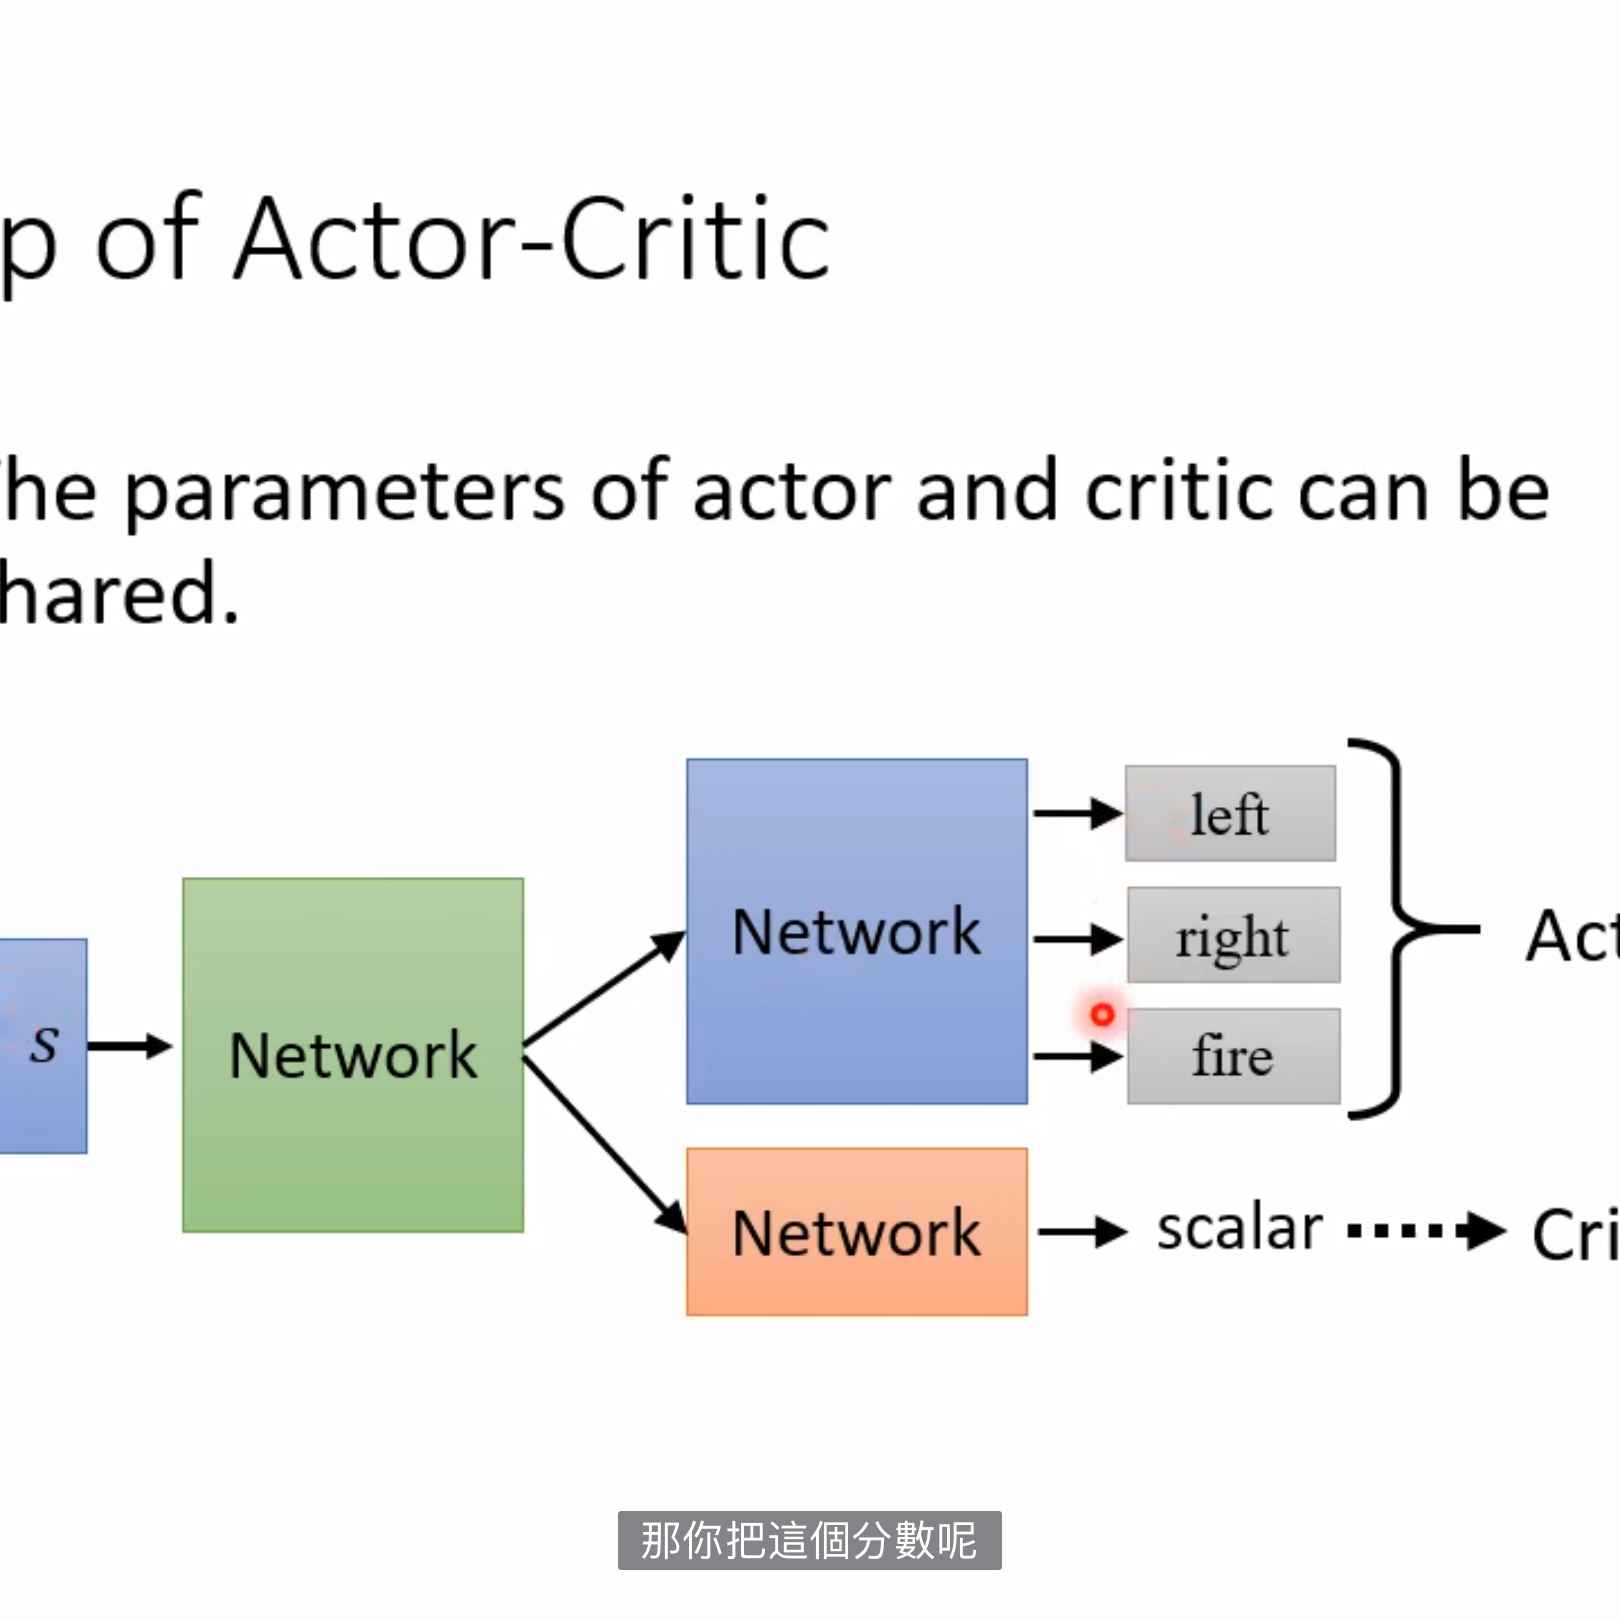 p of Actor-Critic
he parameters of actor and critic can be
hared.
left
Network
right
Act
s
Network
fire
Network
scalar
Cri
那你把這個分數呢